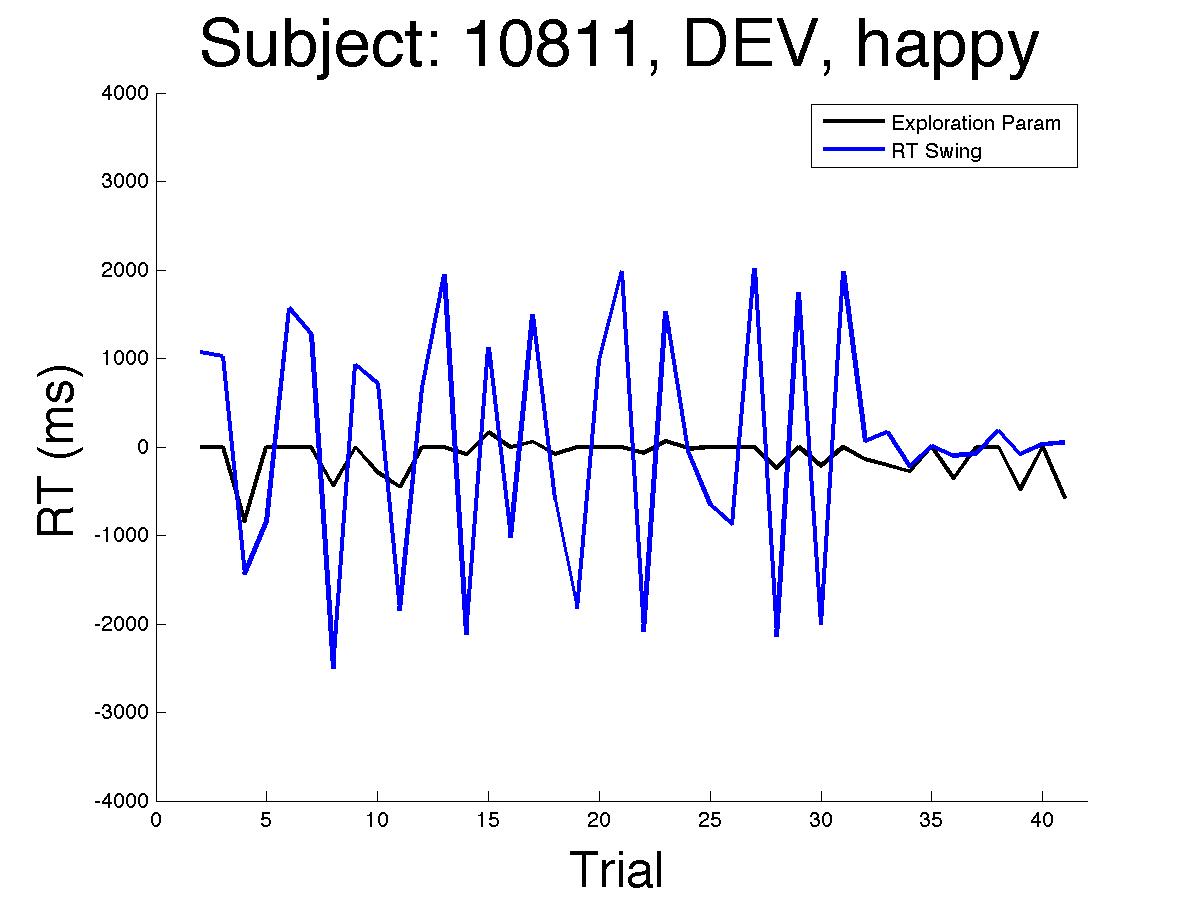 Subject: 10811, DEV, happy
Exploration Param
RT Swing
RT (ms)
4000
3000
2000
1000
0
-1000
-2000
-3000
-4000
0 5 10 15 20 25 30 35 40
Trial